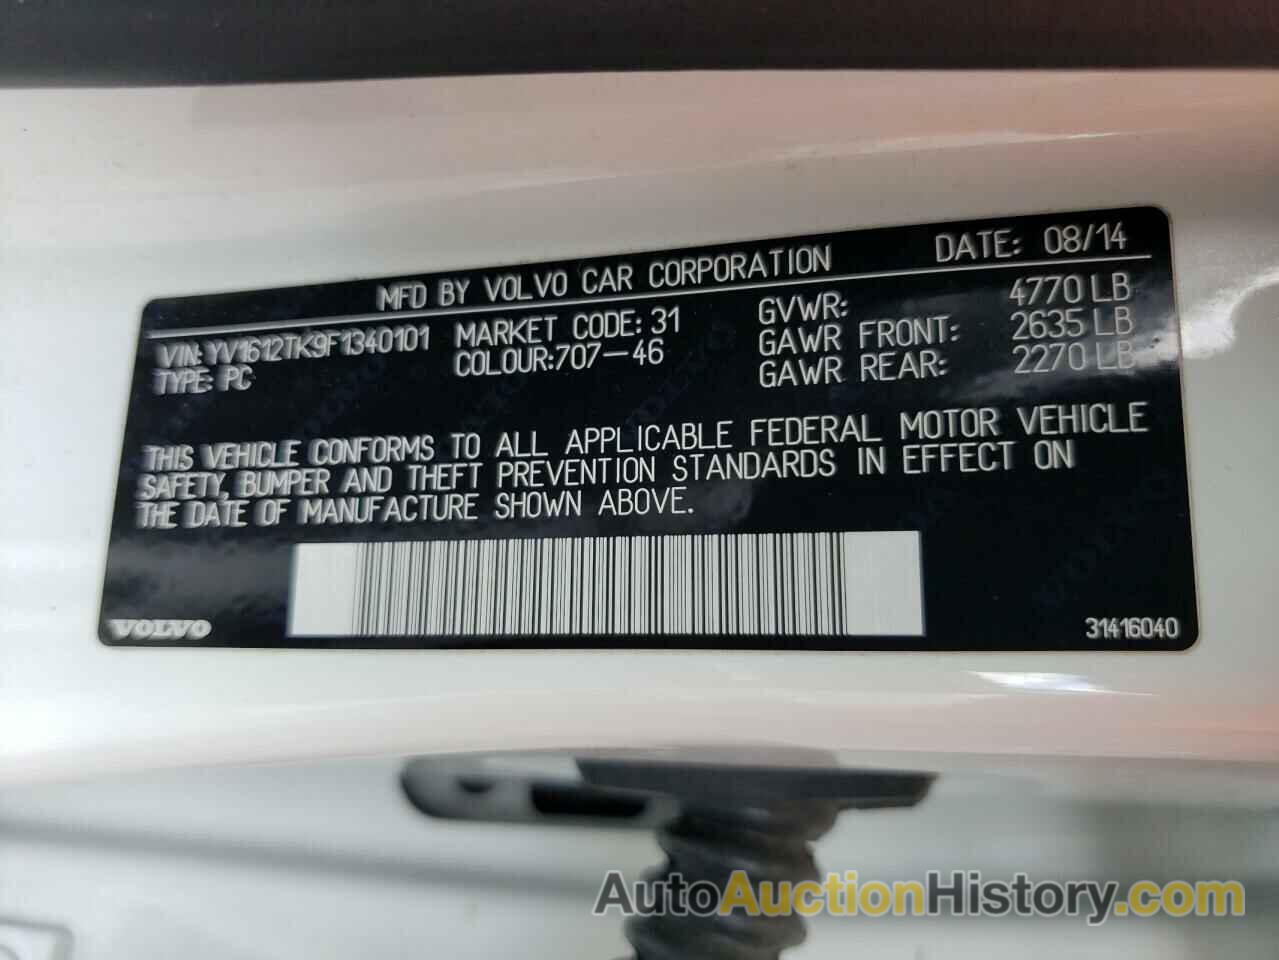 MFD BY VOLVO CAR CORPORATION DATE: 08/14
VIN: YV1612TK9F1340101 MARKET CODE: 31 GVWR: 4770 LB
TYPE: PC COLOUR: 707-46 GAWR FRONT: 2635 LB
GAWR REAR: 2270 LB
THIS VEHICLE CONFORMS TO ALL APPLICABLE FEDERAL MOTOR VEHICLE
SAFETY, BUMPER AND THEFT PREVENTION STANDARDS IN EFFECT ON
THE DATE OF MANUFACTURE SHOWN ABOVE.
VOLVO 31416040
AutoAuctionHistory.com